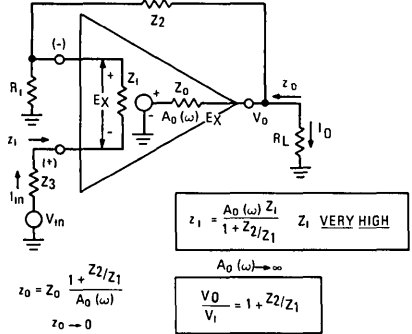 Z2
(-)
+
R1
EX
Z1
Z0
+
-
A0 (ω) EX
V0
z0
-
z1
(+)
I0
RL
Iin
Z3
Vin
z1 = A0 (ω) Z1 / 1 + Z2/Z1 Z1 VERY HIGH
A0 (ω) → ∞
z0 = Z0 1 + Z2/Z1 / A0 (ω)
z0 → 0
V0 / V1 = 1 + Z2/Z1